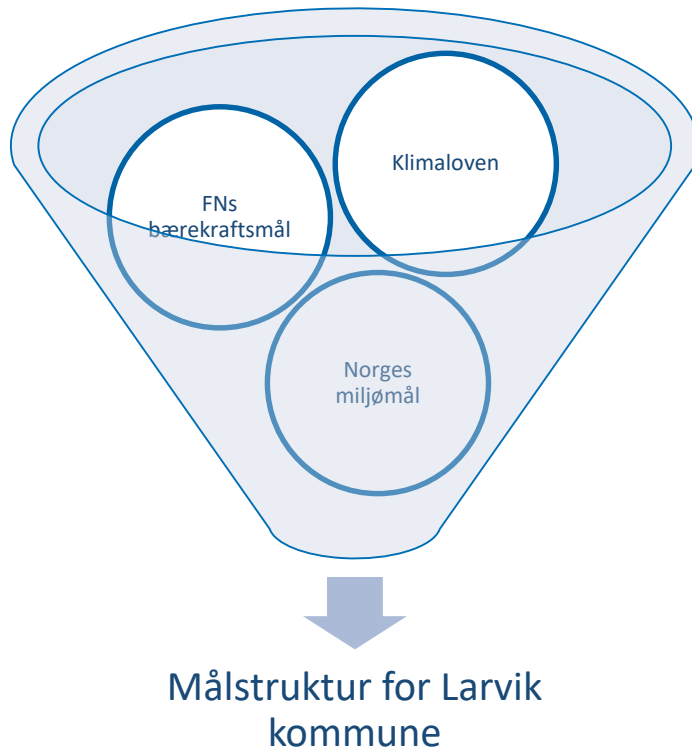 Klimaloven
FNs
bærekraftsmål
Norges
miljømål
Målstruktur for Larvik
kommune